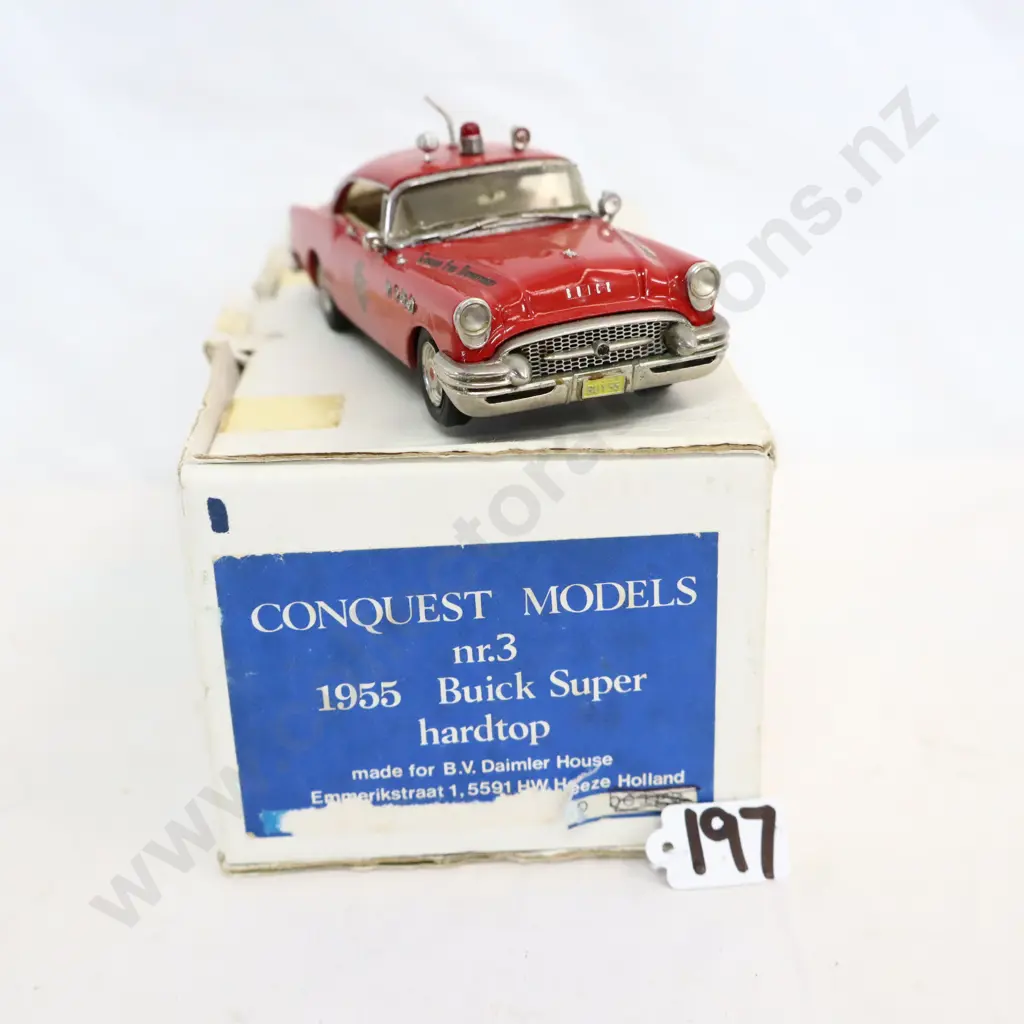 BUICK
CONQUEST MODELS
nr.3
1955 Buick Super
hardtop
made for B.V. Daimler House
Emmerikstraat 1, 5591 HW Heeze Holland
197